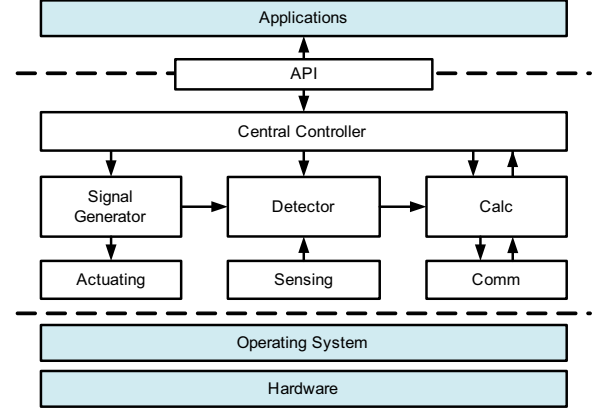 Applications
API
Central Controller
Signal
Generator
Detector
Calc
Actuating
Sensing
Comm
Operating System
Hardware